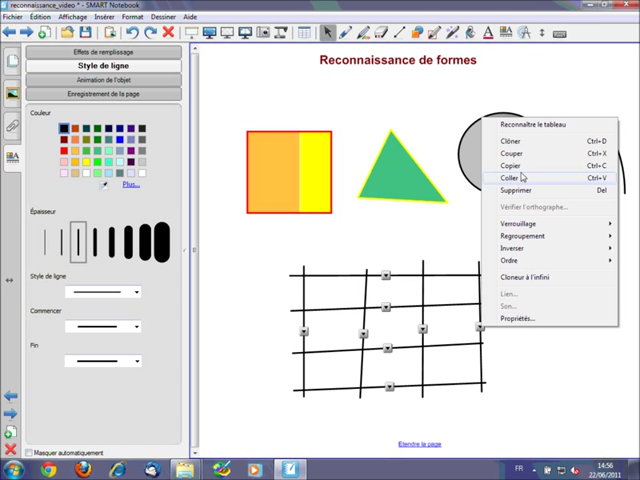 reconnaissance_video * - SMART Notebook
Fichier Édition Affichage Insérer Format Dessiner Aide
Effets de remplissage
Style de ligne
Animation de l'objet
Enregistrement de la page
Couleur
Plus...
Épaisseur
Style de ligne
Commencer
Fin
Masquer automatiquement
Reconnaissance de formes
Reconnaître le tableau
Clôner Ctrl+D
Couper Ctrl+X
Copier Ctrl+C
Coller Ctrl+V
Supprimer Del
Vérifier l'orthographe...
Verrouillage
Regroupement
Inverser
Ordre
Cloneur à l'infini
Lien...
Son...
Propriétés...
Etendre la page
FR
14:56
22/06/2011